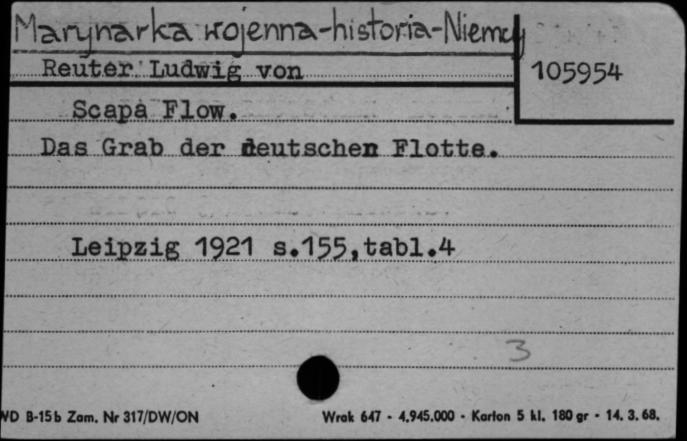 Marynarka wojenna-historia-Niemcy
Reuter Ludwig von
105954
Scapa Flow.
Das Grab der deutschen Flotte.
Leipzig 1921 s.155,tabl.4
3
WD B-15b Zam. Nr 317/DW/ON
Wrak 647 - 4.945.000 - Karton 5 kl. 180 gr - 14. 3. 68.